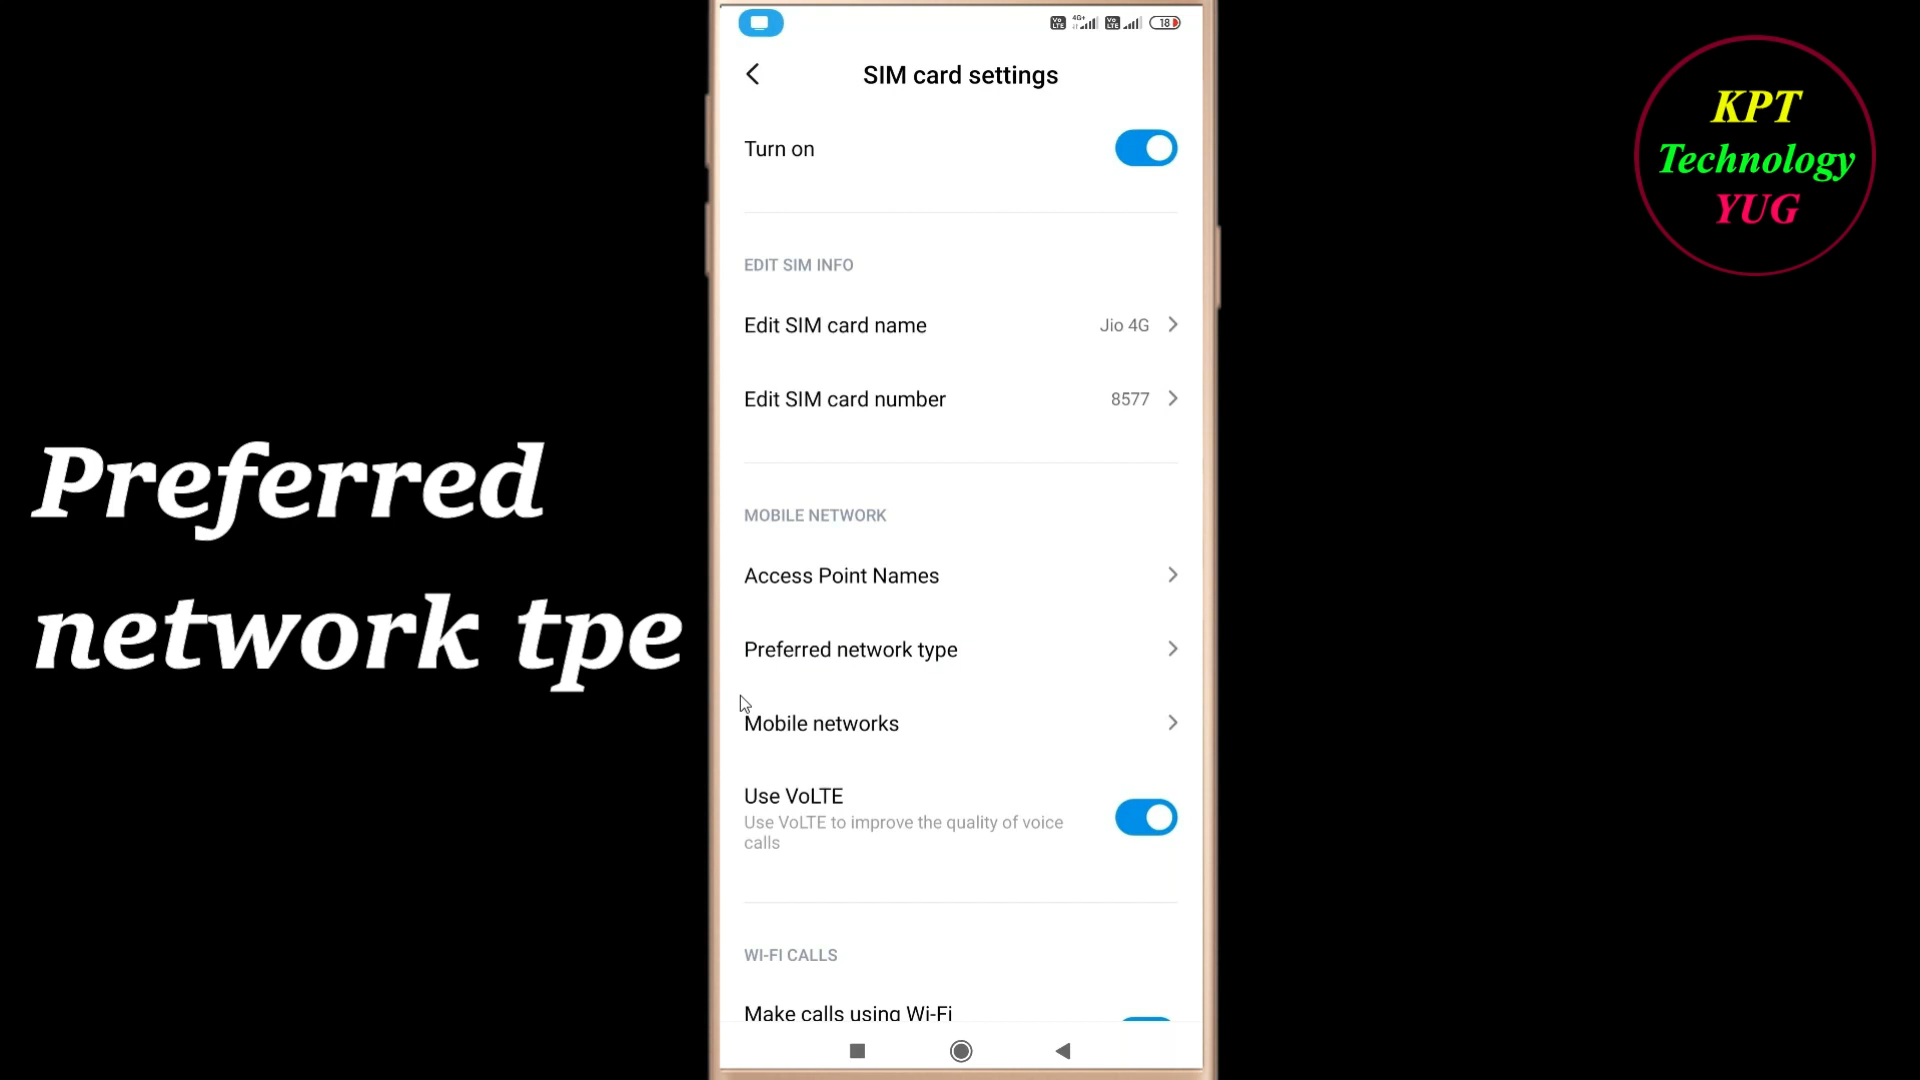 18
SIM card settings
Turn on
EDIT SIM INFO
Edit SIM card name Jio 4G
Edit SIM card number 8577
MOBILE NETWORK
Access Point Names
Preferred network type
Mobile networks
Use VoLTE
Use VoLTE to improve the quality of voice
calls
WI-FI CALLS
Make calls using Wi-Fi
Preferred
network tpe
KPT
Technology
YUG